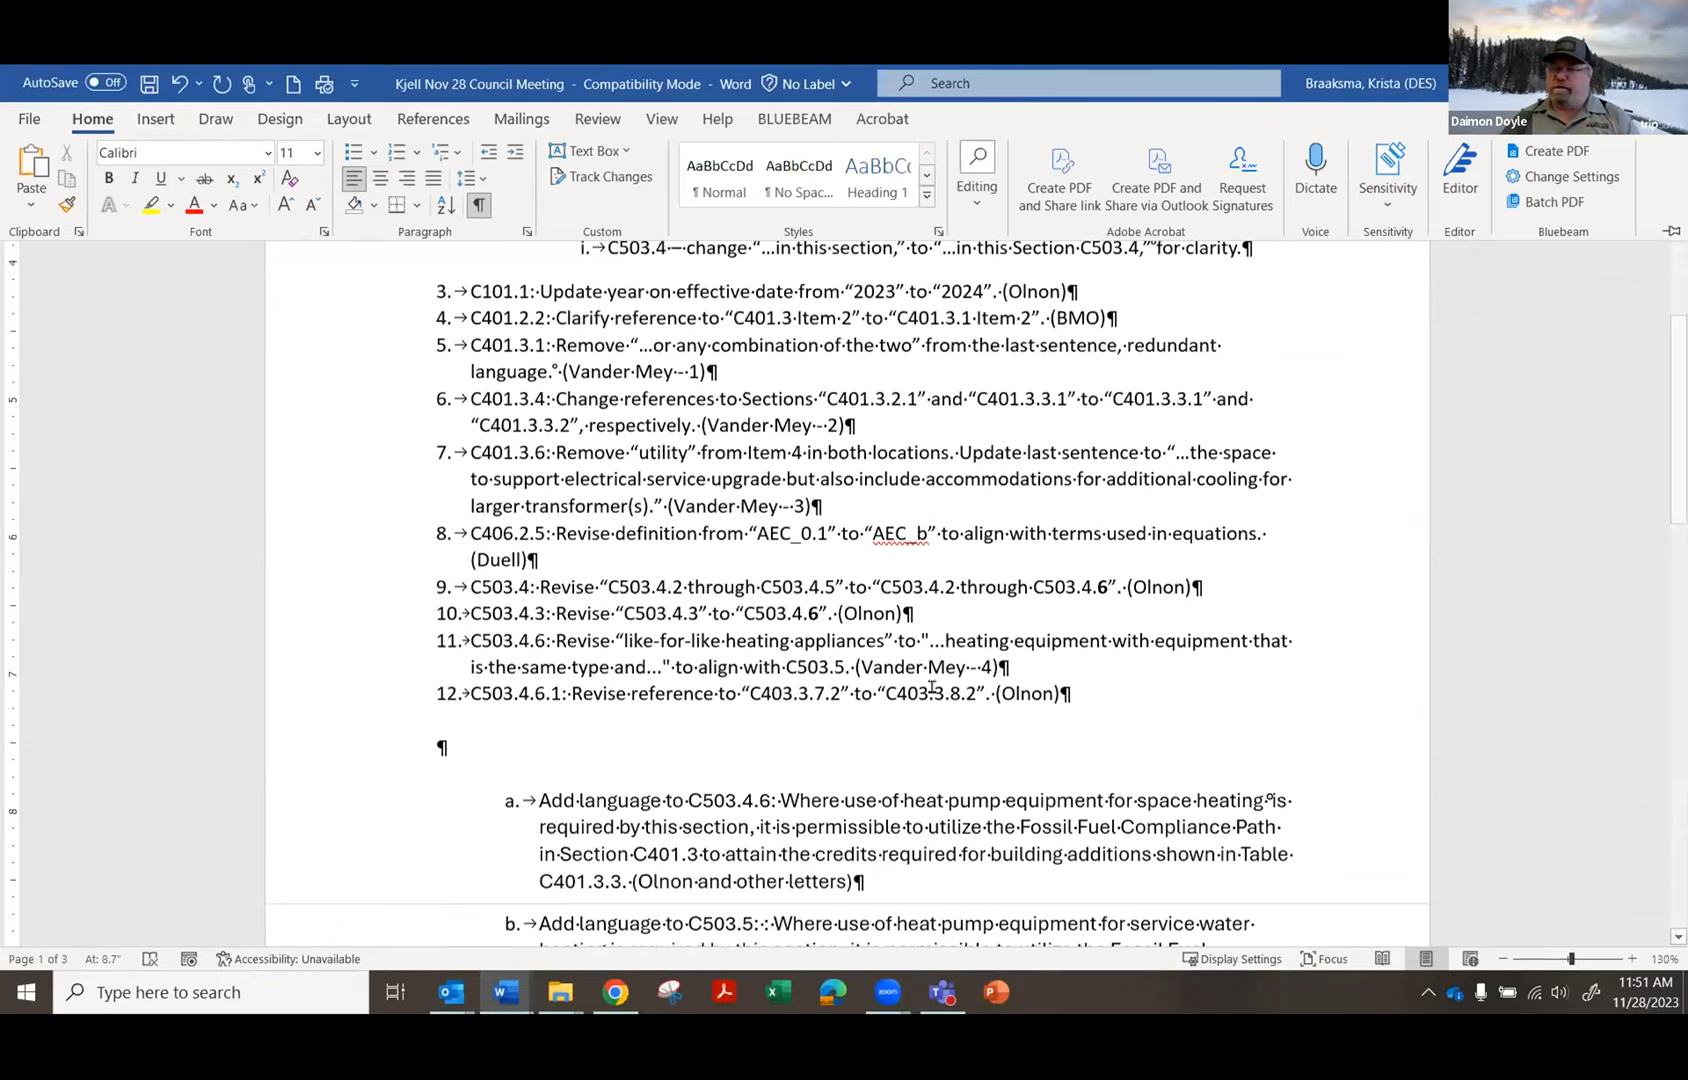 AutoSave Off Kjell Nov 28 Council Meeting - Compatibility Mode - Word No Label Search Braaksma, Krista (DES)
Daimon Doyle
File Home Insert Draw Design Layout References Mailings Review View Help BLUEBEAM Acrobat
Calibri 11 Text Box AaBbCcDd AaBbCcDd AaBbCc Create PDF
Paste Track Changes ¶ Normal ¶ No Spac... Heading 1 Editing Create PDF and Share link Create PDF and Share via Outlook Request Signatures Dictate Sensitivity Editor Change Settings
Batch PDF
Clipboard Font Paragraph Custom Styles Adobe Acrobat Voice Sensitivity Editor Bluebeam
i. C503.4 – change “…in this section,” to “…in this Section C503.4,” for clarity.¶
3. C101.1: Update year on effective date from “2023” to “2024”. (Olnon)¶
4. C401.2.2: Clarify reference to “C401.3 Item 2” to “C401.3.1 Item 2”. (BMO)¶
5. C401.3.1: Remove “…or any combination of the two” from the last sentence, redundant
language. (Vander Mey - 1)¶
6. C401.3.4: Change references to Sections “C401.3.2.1” and “C401.3.3.1” to “C401.3.3.1” and
“C401.3.3.2”, respectively. (Vander Mey - 2)¶
7. C401.3.6: Remove “utility” from Item 4 in both locations. Update last sentence to “…the space
to support electrical service upgrade but also include accommodations for additional cooling for
larger transformer(s).” (Vander Mey - 3)¶
8. C406.2.5: Revise definition from “AEC_0.1” to “AEC_b” to align with terms used in equations.
(Duell)¶
9. C503.4: Revise “C503.4.2 through C503.4.5” to “C503.4.2 through C503.4.6”. (Olnon)¶
10. C503.4.3: Revise “C503.4.3” to “C503.4.6”. (Olnon)¶
11. C503.4.6: Revise “like-for-like heating appliances” to "…heating equipment with equipment that
is the same type and…" to align with C503.5. (Vander Mey - 4)¶
12. C503.4.6.1: Revise reference to “C403.3.7.2” to “C403.3.8.2”. (Olnon)¶
¶
a. Add language to C503.4.6: Where use of heat pump equipment for space heating is
required by this section, it is permissible to utilize the Fossil Fuel Compliance Path
in Section C401.3 to attain the credits required for building additions shown in Table
C401.3.3. (Olnon and other letters)¶
b. Add language to C503.5: : Where use of heat pump equipment for service water
Page 1 of 3 At: 8.7" Accessibility: Unavailable Display Settings Focus 130%
Type here to search zoom 11:51 AM
11/28/2023